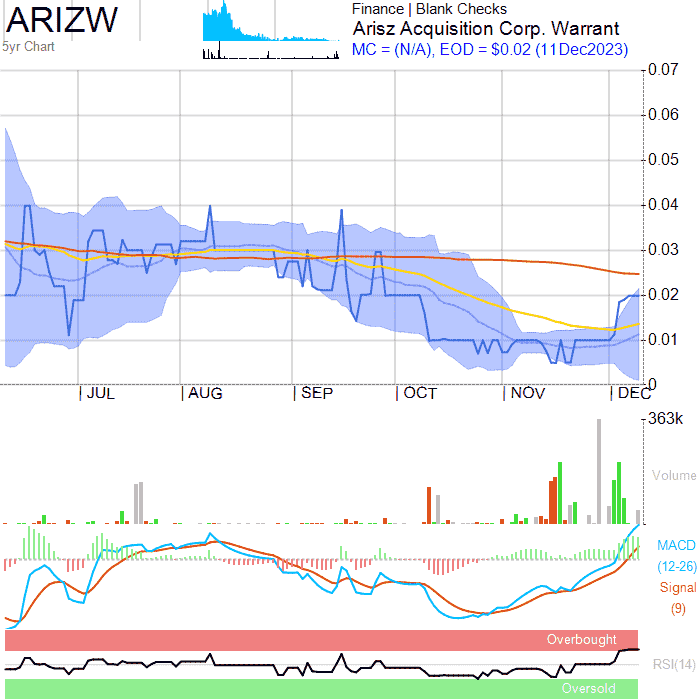 ARIZW
5yr Chart
Finance | Blank Checks
Arisz Acquisition Corp. Warrant
MC = (N/A), EOD = $0.02 (11Dec2023)
0.07
0.06
0.05
0.04
0.03
0.02
0.01
0
JUL AUG SEP OCT NOV DEC
363k
Volume
MACD
(12-26)
Signal
(9)
Overbought
RSI(14)
Oversold